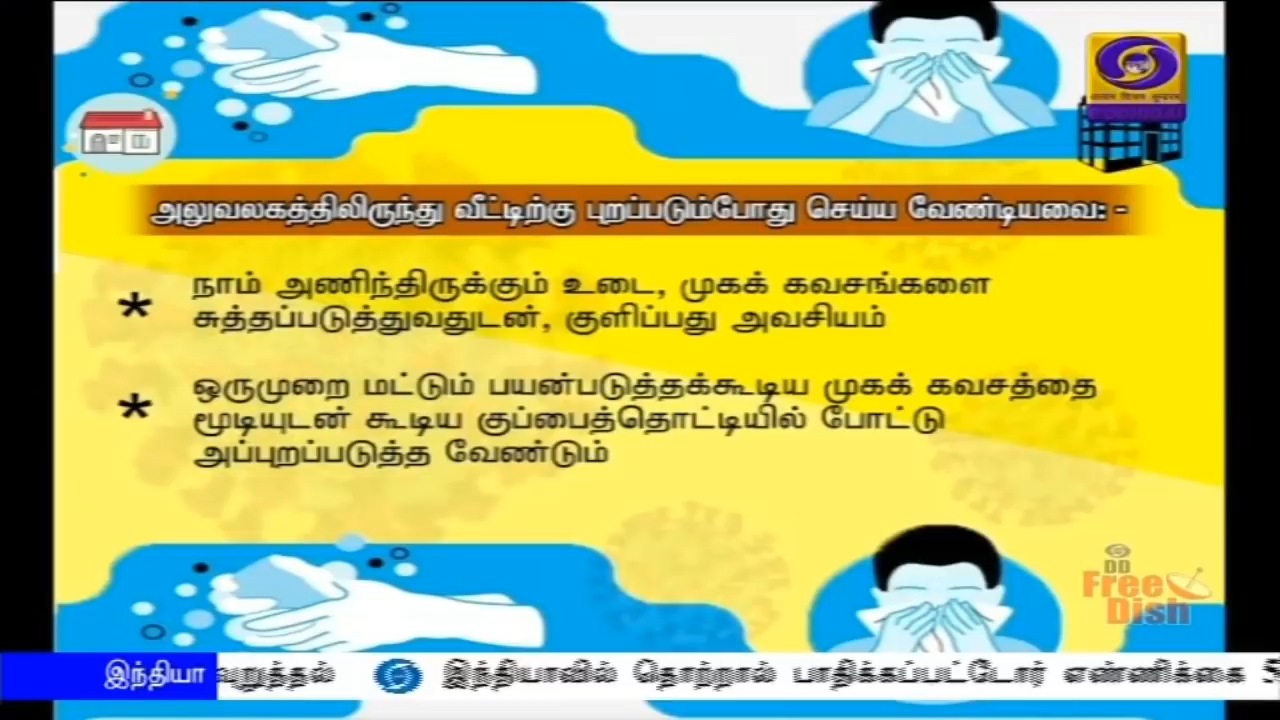 அலுவலகத்திலிருந்து வீட்டிற்கு புறப்படும்போது செய்ய வேண்டியவை: -
* நாம் அணிந்திருக்கும் உடை, முகக் கவசங்களை
சுத்தப்படுத்துவதுடன், குளிப்பது அவசியம்
* ஒருமுறை மட்டும் பயன்படுத்தக்கூடிய முகக் கவசத்தை
மூடியுடன் கூடிய குப்பைத்தொட்டியில் போட்டு
அப்புறப்படுத்த வேண்டும்
DD
Free
Dish
இந்தியா
இந்தியாவில் தொற்றால் பாதிக்கப்பட்டோர் எண்ணிக்கை